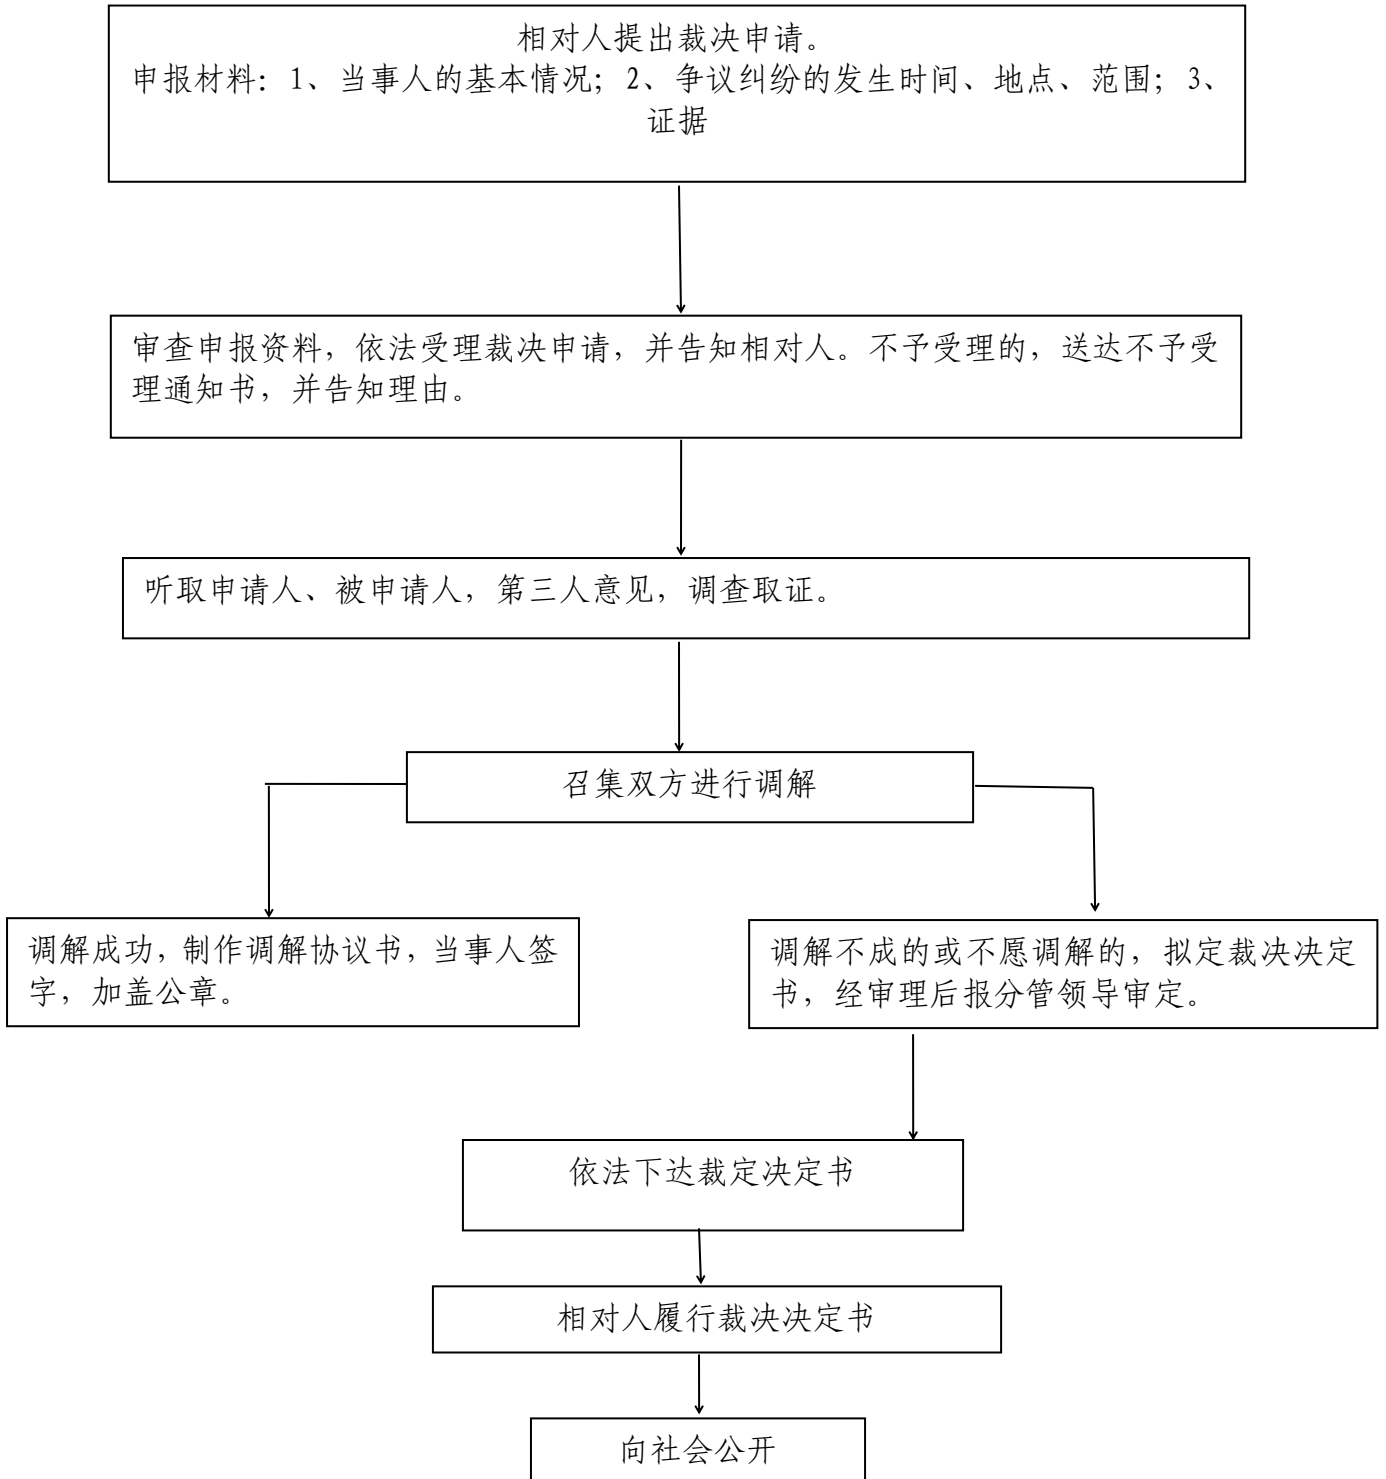 相对人提出裁决申请。
申报材料：1、当事人的基本情况；2、争议纠纷的发生时间、地点、范围；3、
证据
审查申报资料，依法受理裁决申请，并告知相对人。不予受理的，送达不予受
理通知书，并告知理由。
听取申请人、被申请人，第三人意见，调查取证。
召集双方进行调解
调解成功，制作调解协议书，当事人签
字，加盖公章。
调解不成的或不愿调解的，拟定裁决决定
书，经审理后报分管领导审定。
依法下达裁定决定书
相对人履行裁决决定书
向社会公开